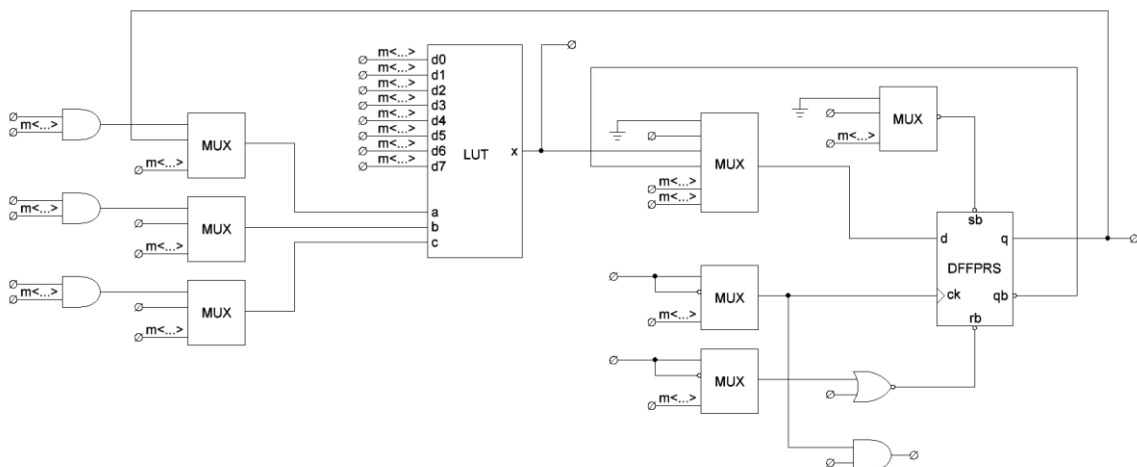 m<...>
MUX
m<...>
m<...>
MUX
m<...>
m<...>
MUX
m<...>
m<...> d0
m<...> d1
m<...> d2
m<...> d3
m<...> d4
m<...> d5
m<...> d6
m<...> d7
LUT
x
a
b
c
MUX
m<...>
m<...>
MUX
m<...>
MUX
m<...>
MUX
m<...>
sb
d
q
DFFPRS
ck
qb
rb